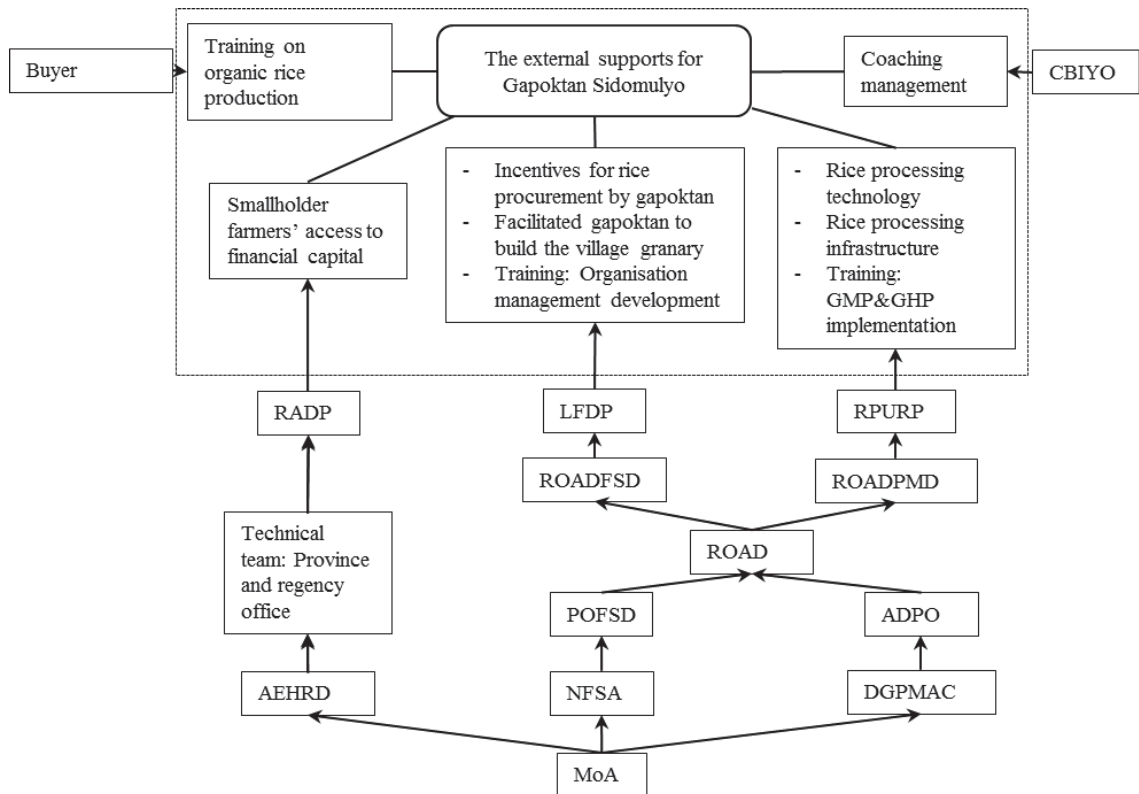 Buyer
Training on
organic rice
production
The external supports for
Gapoktan Sidomulyo
Coaching
management
CBIYO
Smallholder
farmers' access to
financial capital
- Incentives for rice
procurement by gapoktan
- Facilitated gapoktan to
build the village granary
- Training: Organisation
management development
- Rice processing
technology
- Rice processing
infrastructure
- Training:
GMP&GHP
implementation
RADP
LFDP
RPURP
ROADFSD
ROADPMD
Technical
team: Province
and regency
office
ROAD
POFSD
ADPO
AEHRD
NFSA
DGPMAC
MoA